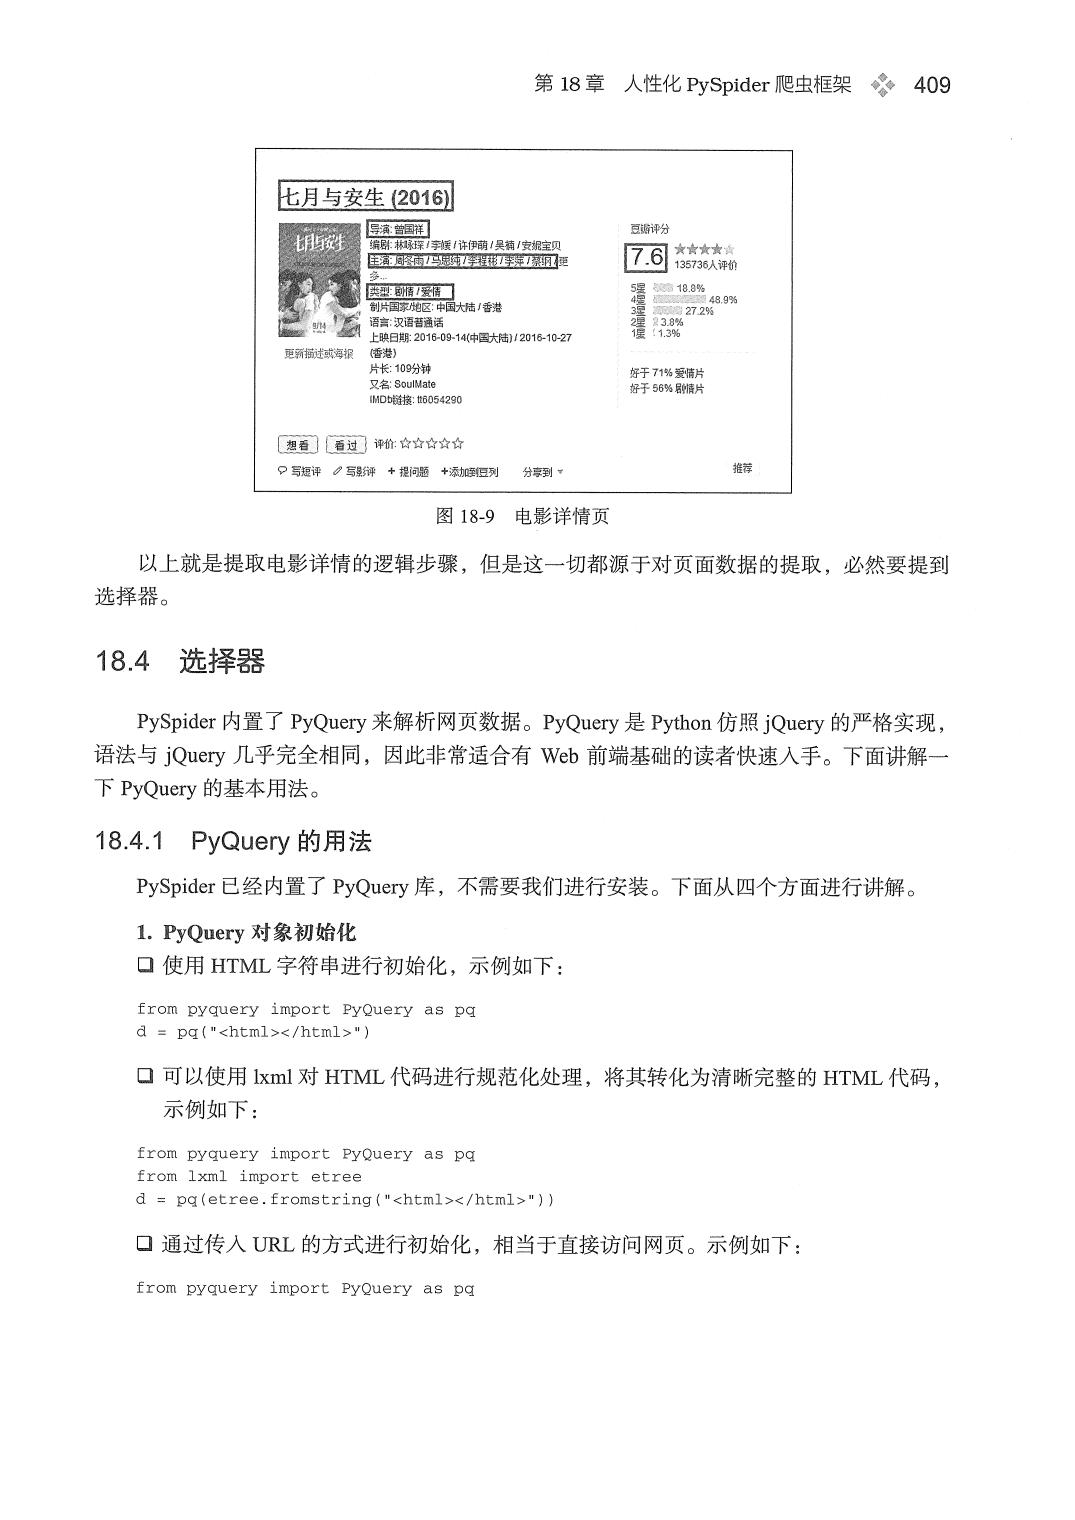 第 18 章 人性化 PySpider 爬虫框架 409
七月与安生 (2016)
七月与安生
9/14
更新描述或海报
导演: 曾国祥
编剧: 林咏琛 / 李媛 / 许伊萌 / 吴楠 / 安妮宝贝
主演: 周冬雨 / 马思纯 / 李程彬 / 李萍 / 蔡刚 / 更
多...
类型: 剧情 / 爱情
制片国家/地区: 中国大陆 / 香港
语言: 汉语普通话
上映日期: 2016-09-14(中国大陆) / 2016-10-27
(香港)
片长: 109分钟
又名: SoulMate
IMDb链接: tt6054290
豆瓣评分
7.6
135736人评价
5星 18.8%
4星 48.9%
3星 27.2%
2星 3.8%
1星 1.3%
好于 71% 爱情片
好于 56% 剧情片
想看 看过 评价: ☆☆☆☆☆
写短评 写影评 + 提问题 +添加到豆列 分享到 推荐
图 18-9 电影详情页
以上就是提取电影详情的逻辑步骤，但是这一切都源于对页面数据的提取，必然要提到
选择器。
18.4 选择器
PySpider 内置了 PyQuery 来解析网页数据。PyQuery 是 Python 仿照 jQuery 的严格实现，
语法与 jQuery 几乎完全相同，因此非常适合有 Web 前端基础的读者快速入手。下面讲解一
下 PyQuery 的基本用法。
18.4.1 PyQuery 的用法
PySpider 已经内置了 PyQuery 库，不需要我们进行安装。下面从四个方面进行讲解。
1. PyQuery 对象初始化
❑ 使用 HTML 字符串进行初始化，示例如下：
from pyquery import PyQuery as pq
d = pq("<html></html>")
❑ 可以使用 lxml 对 HTML 代码进行规范化处理，将其转化为清晰完整的 HTML 代码，
示例如下：
from pyquery import PyQuery as pq
from lxml import etree
d = pq(etree.fromstring("<html></html>"))
❑ 通过传入 URL 的方式进行初始化，相当于直接访问网页。示例如下：
from pyquery import PyQuery as pq